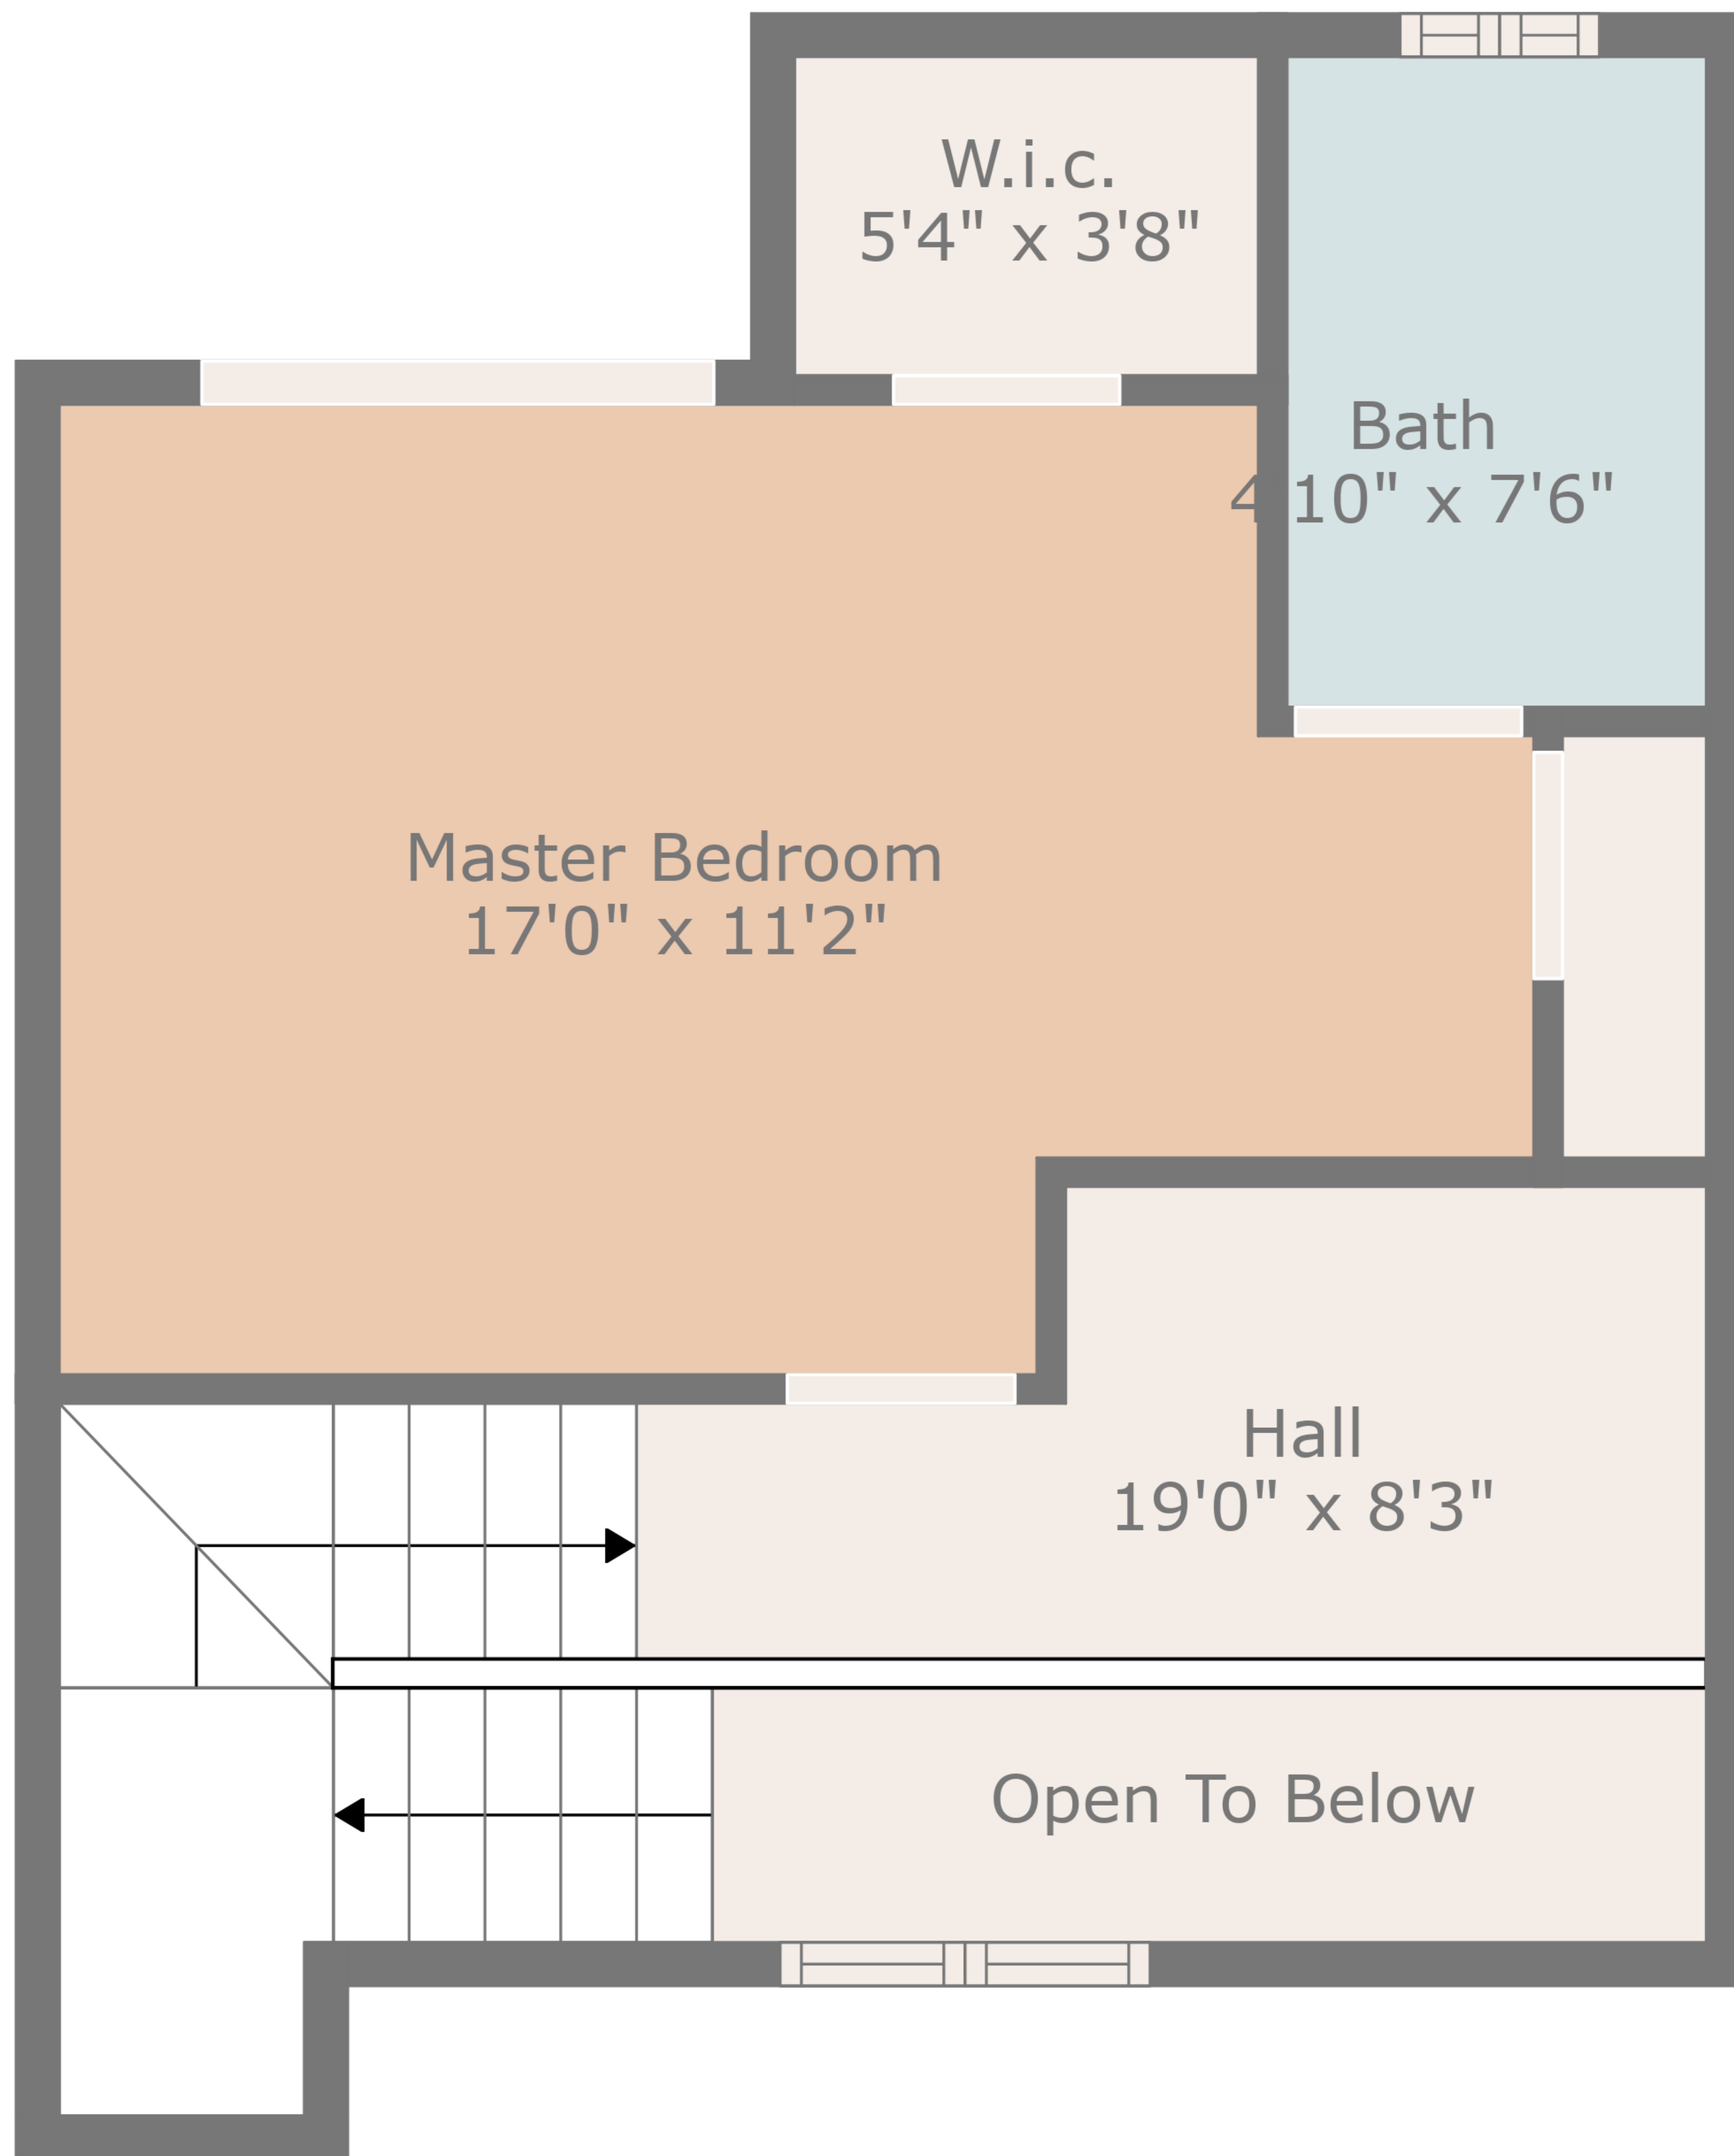 W.i.c.
5'4" x 3'8"
Bath
4'10" x 7'6"
Master Bedroom
17'0" x 11'2"
Hall
19'0" x 8'3"
Open To Below